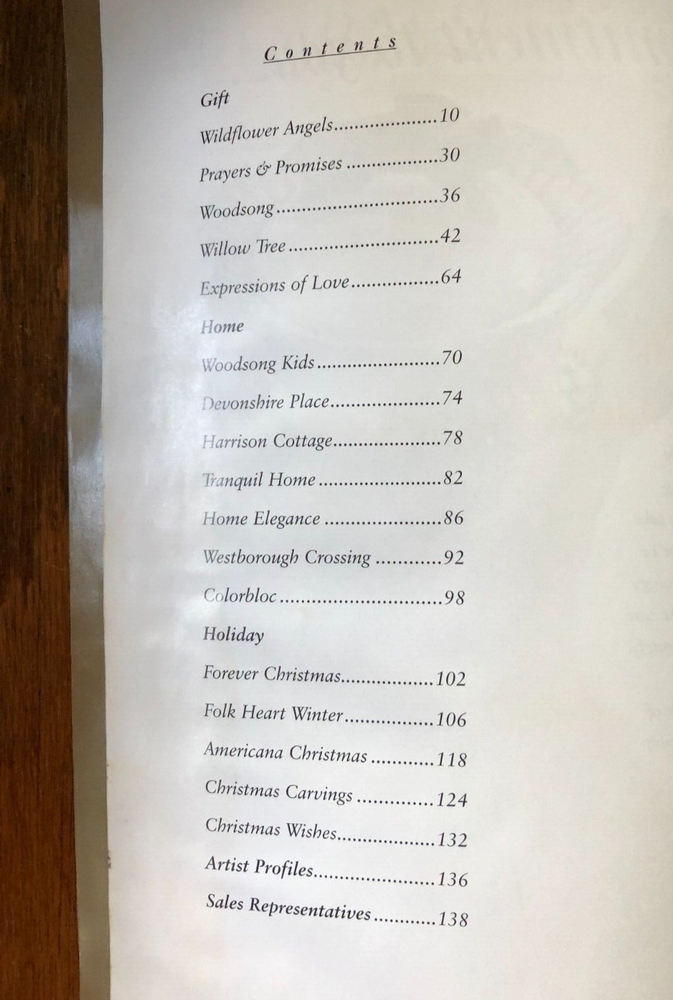 Contents
Gift
Wildflower Angels....................10
Prayers & Promises ..................30
Woodsong................................36
Willow Tree.............................42
Expressions of Love.................64
Home
Woodsong Kids........................70
Devonshire Place.....................74
Harrison Cottage.....................78
Tranquil Home........................82
Home Elegance .......................86
Westborough Crossing .............92
Colorbloc................................98
Holiday
Forever Christmas..................102
Folk Heart Winter.................106
Americana Christmas ............118
Christmas Carvings ...............124
Christmas Wishes...................132
Artist Profiles........................136
Sales Representatives............138